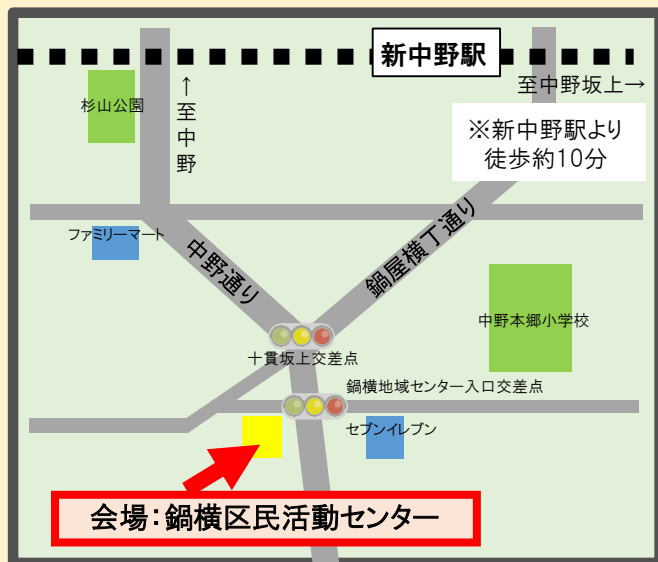 新中野駅
至中野坂上→
杉山公園
↑至中野
※新中野駅より
徒歩約10分
ファミリーマート
中野通り
鍋屋横丁通り
中野本郷小学校
十貫坂上交差点
鍋横地域センター入口交差点
セブンイレブン
会場:鍋横区民活動センター